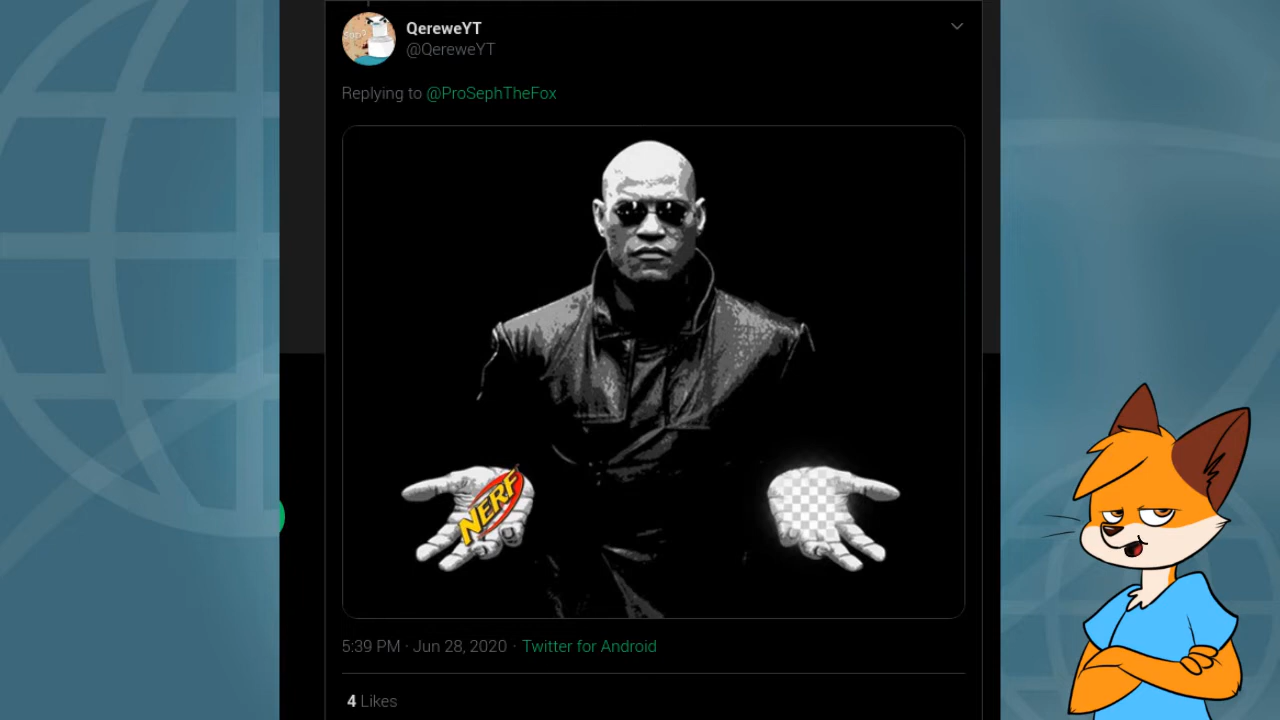 QereweYT
@QereweYT
Replying to @ProSephTheFox
NERF
5:39 PM · Jun 28, 2020 · Twitter for Android
4 Likes